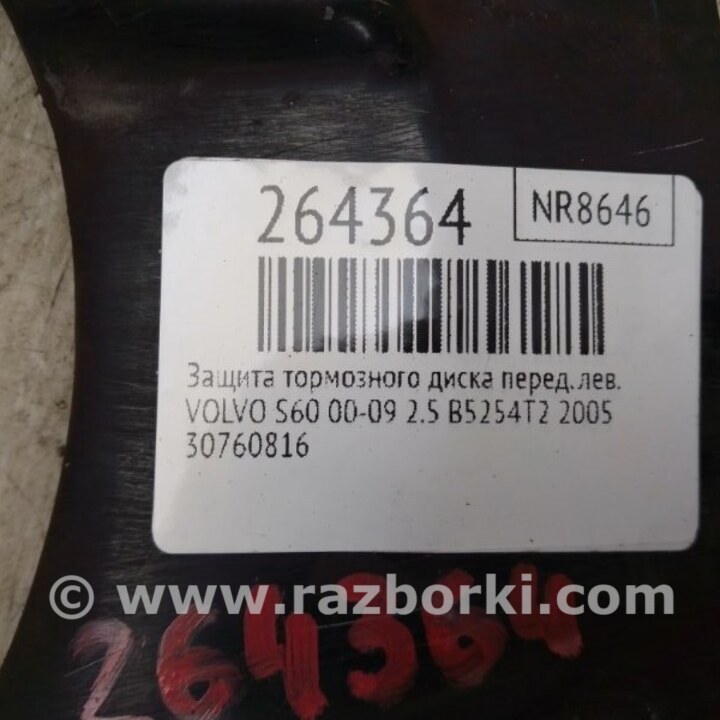 264364
NR8646
Защита тормозного диска перед.лев.
VOLVO S60 00-09 2.5 B5254T2 2005
30760816
© www.razborki.com
264364